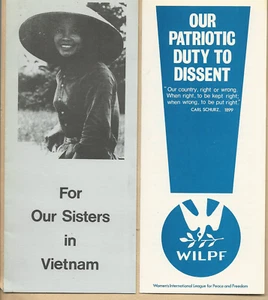 For
Our Sisters
in
Vietnam
OUR
PATRIOTIC
DUTY TO
DISSENT
"Our country, right or wrong.
When right, to be kept right;
when wrong, to be put right."
CARL SCHURZ, 1899
WILPF
Women's International League for Peace and Freedom